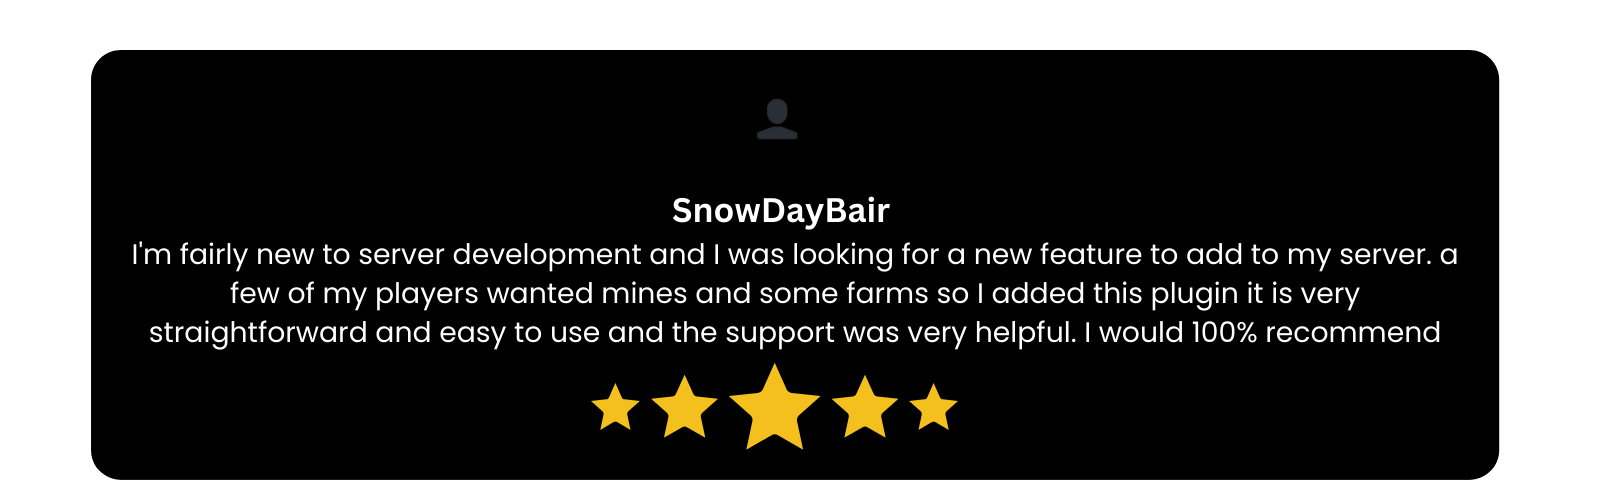 SnowDayBair
I'm fairly new to server development and I was looking for a new feature to add to my server. a
few of my players wanted mines and some farms so I added this plugin it is very
straightforward and easy to use and the support was very helpful. I would 100% recommend